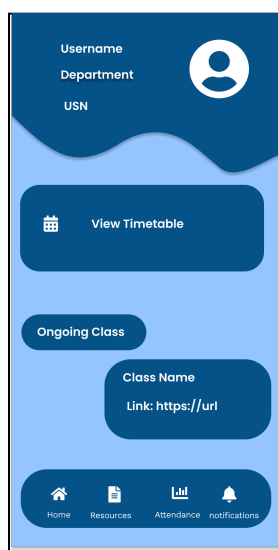 Username
Department
USN
View Timetable
Ongoing Class
Class Name
Link: https://url
Home Resources Attendance notifications